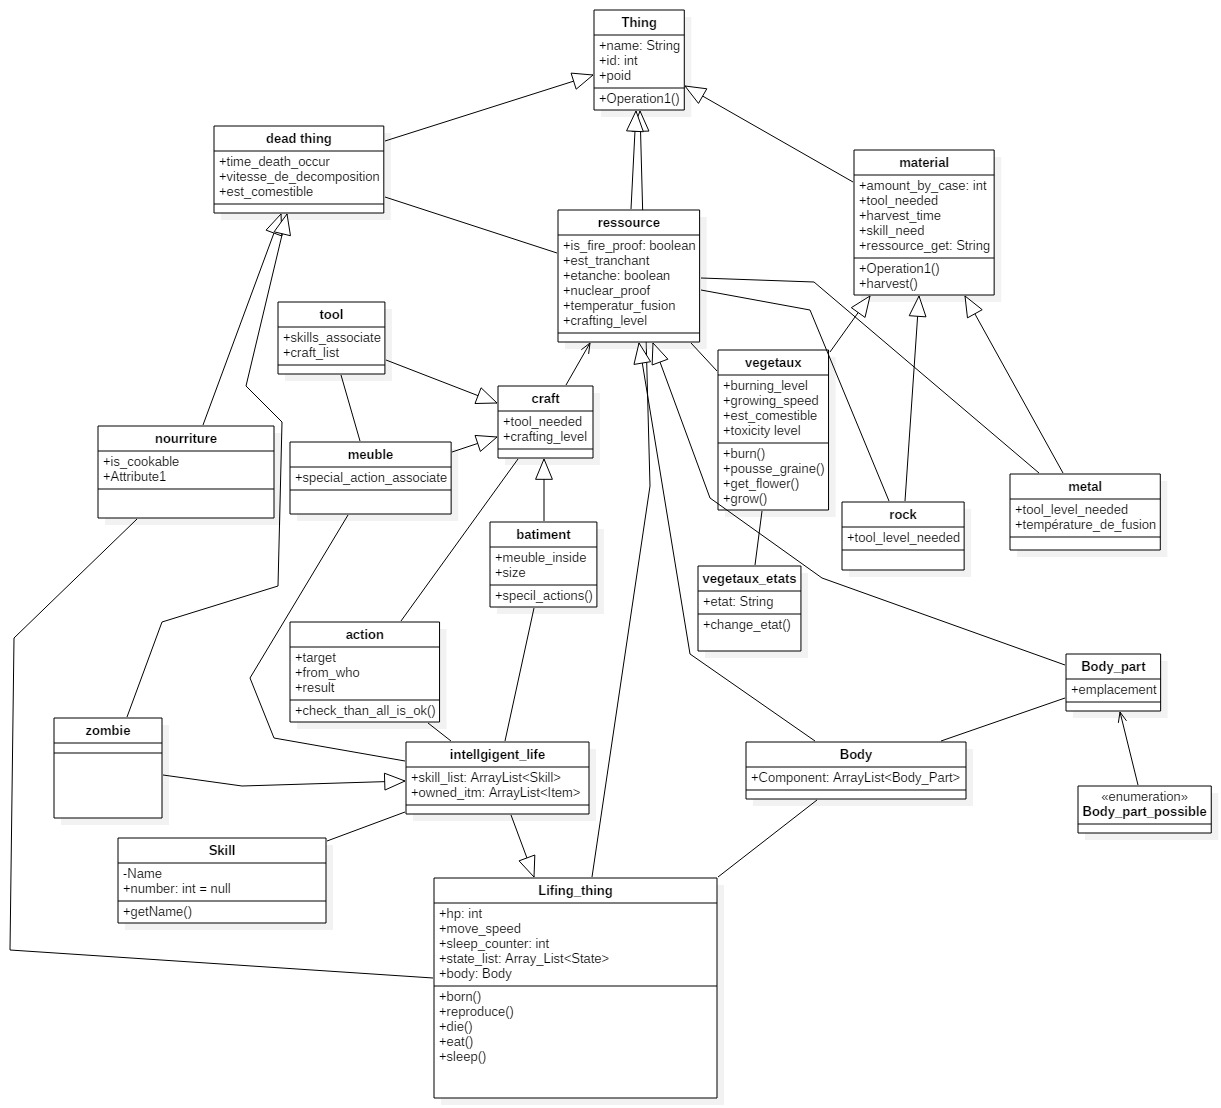 Thing
+name: String
+id: int
+poid
+Operation1()
dead thing
+time_death_occur
+vitesse_de_decomposition
+est_comestible
material
+amount_by_case: int
+tool_needed
+harvest_time
+skill_need
+ressource_get: String
+Operation1()
+harvest()
ressource
+is_fire_proof: boolean
+est_tranchant
+etanche: boolean
+nuclear_proof
+temperatur_fusion
+crafting_level
tool
+skills_associate
+craft_list
vegetaux
+burning_level
+growing_speed
+est_comestible
+toxicity level
+burn()
+pousse_graine()
+get_flower()
+grow()
craft
+tool_needed
+crafting_level
nourriture
+is_cookable
+Attribute1
meuble
+special_action_associate
metal
+tool_level_needed
+température_de_fusion
rock
+tool_level_needed
batiment
+meuble_inside
+size
+specil_actions()
vegetaux_etats
+etat: String
+change_etat()
action
+target
+from_who
+result
+check_than_all_is_ok()
Body_part
+emplacement
zombie
intellgigent_life
+skill_list: ArrayList<Skill>
+owned_itm: ArrayList<Item>
Body
+Component: ArrayList<Body_Part>
«enumeration»
Body_part_possible
Skill
-Name
+number: int = null
+getName()
Lifing_thing
+hp: int
+move_speed
+sleep_counter: int
+state_list: Array_List<State>
+body: Body
+born()
+reproduce()
+die()
+eat()
+sleep()